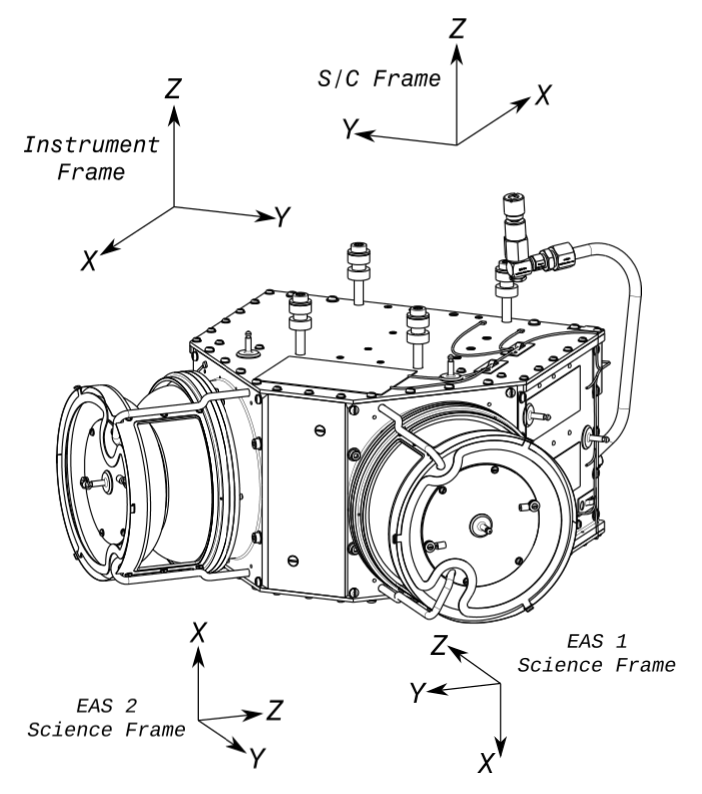 Z
S/C Frame
X
Y
Z
Instrument
Frame
Y
X
X
EAS 2
Science Frame
Z
Y
EAS 1
Science Frame
Z
Y
X